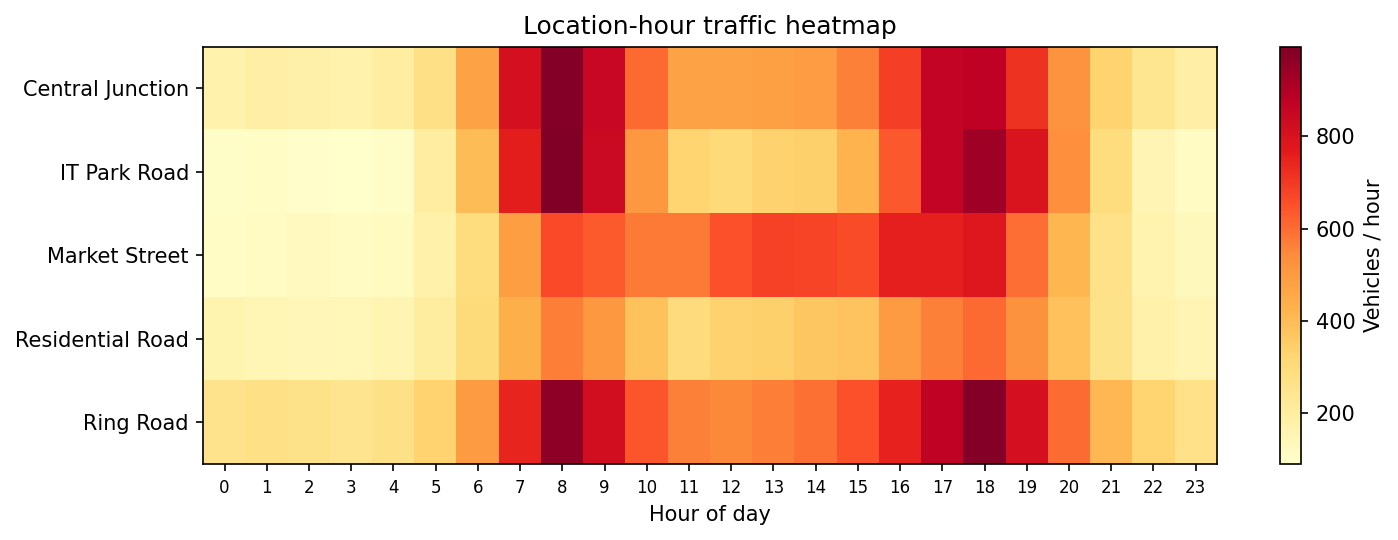 Location-hour traffic heatmap
Central Junction
IT Park Road
Market Street
Residential Road
Ring Road
0 1 2 3 4 5 6 7 8 9 10 11 12 13 14 15 16 17 18 19 20 21 22 23
Hour of day
800
600
400
200
Vehicles / hour